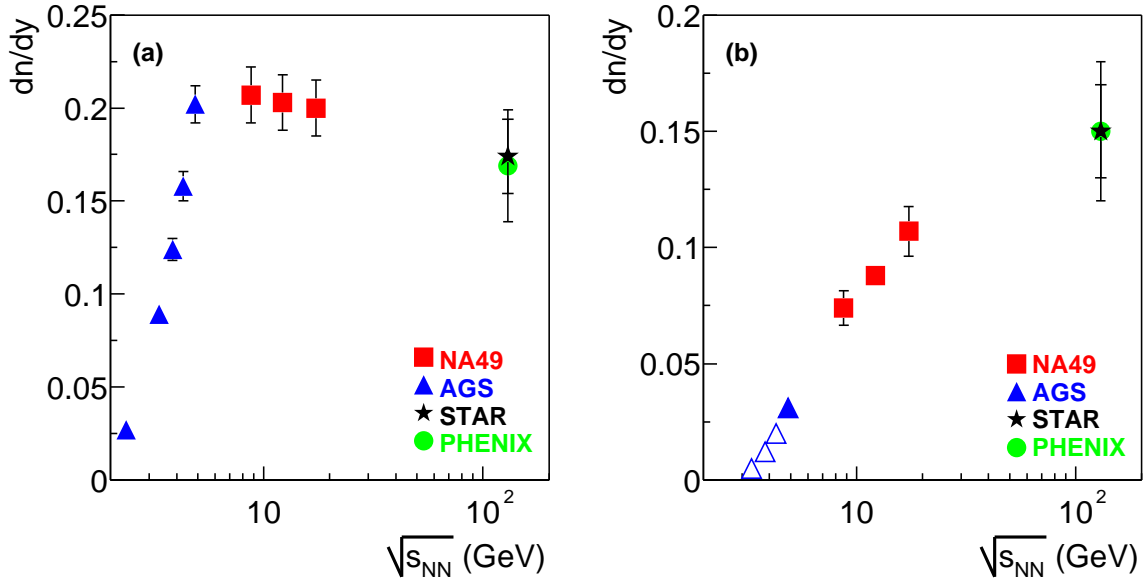 dn/dy
(a)
0.25
0.2
0.15
0.1
0.05
0
NA49
AGS
STAR
PHENIX
10
10²
√sNN (GeV)
dn/dy
(b)
0.2
0.15
0.1
0.05
0
NA49
AGS
STAR
PHENIX
10
10²
√sNN (GeV)